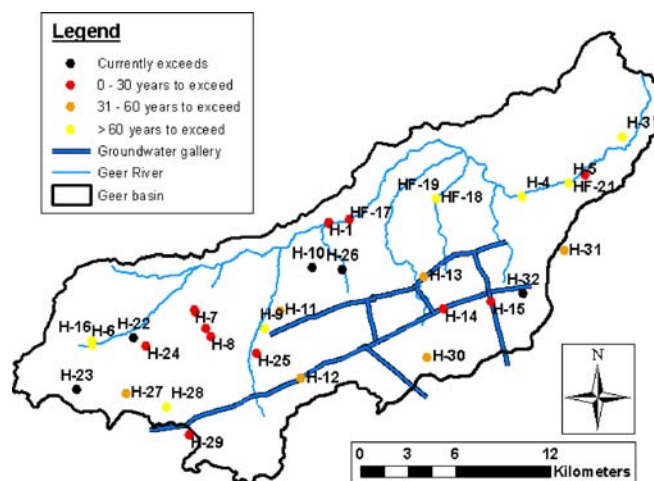 Legend
Currently exceeds
0 - 30 years to exceed
31 - 60 years to exceed
>60 years to exceed
Groundwater gallery
Geer River
Geer basin
H-3
H-5
HF-21
H-4
HF-19
HF-18
HF-17
H-1
H-31
H-10
H-26
H-13
H-32
H-11
H-9
H-14
H-15
H-7
H-8
H-16
H-6
H-22
H-24
H-25
H-30
H-12
H-23
H-27
H-28
H-29
N
0 3 6 12
Kilometers